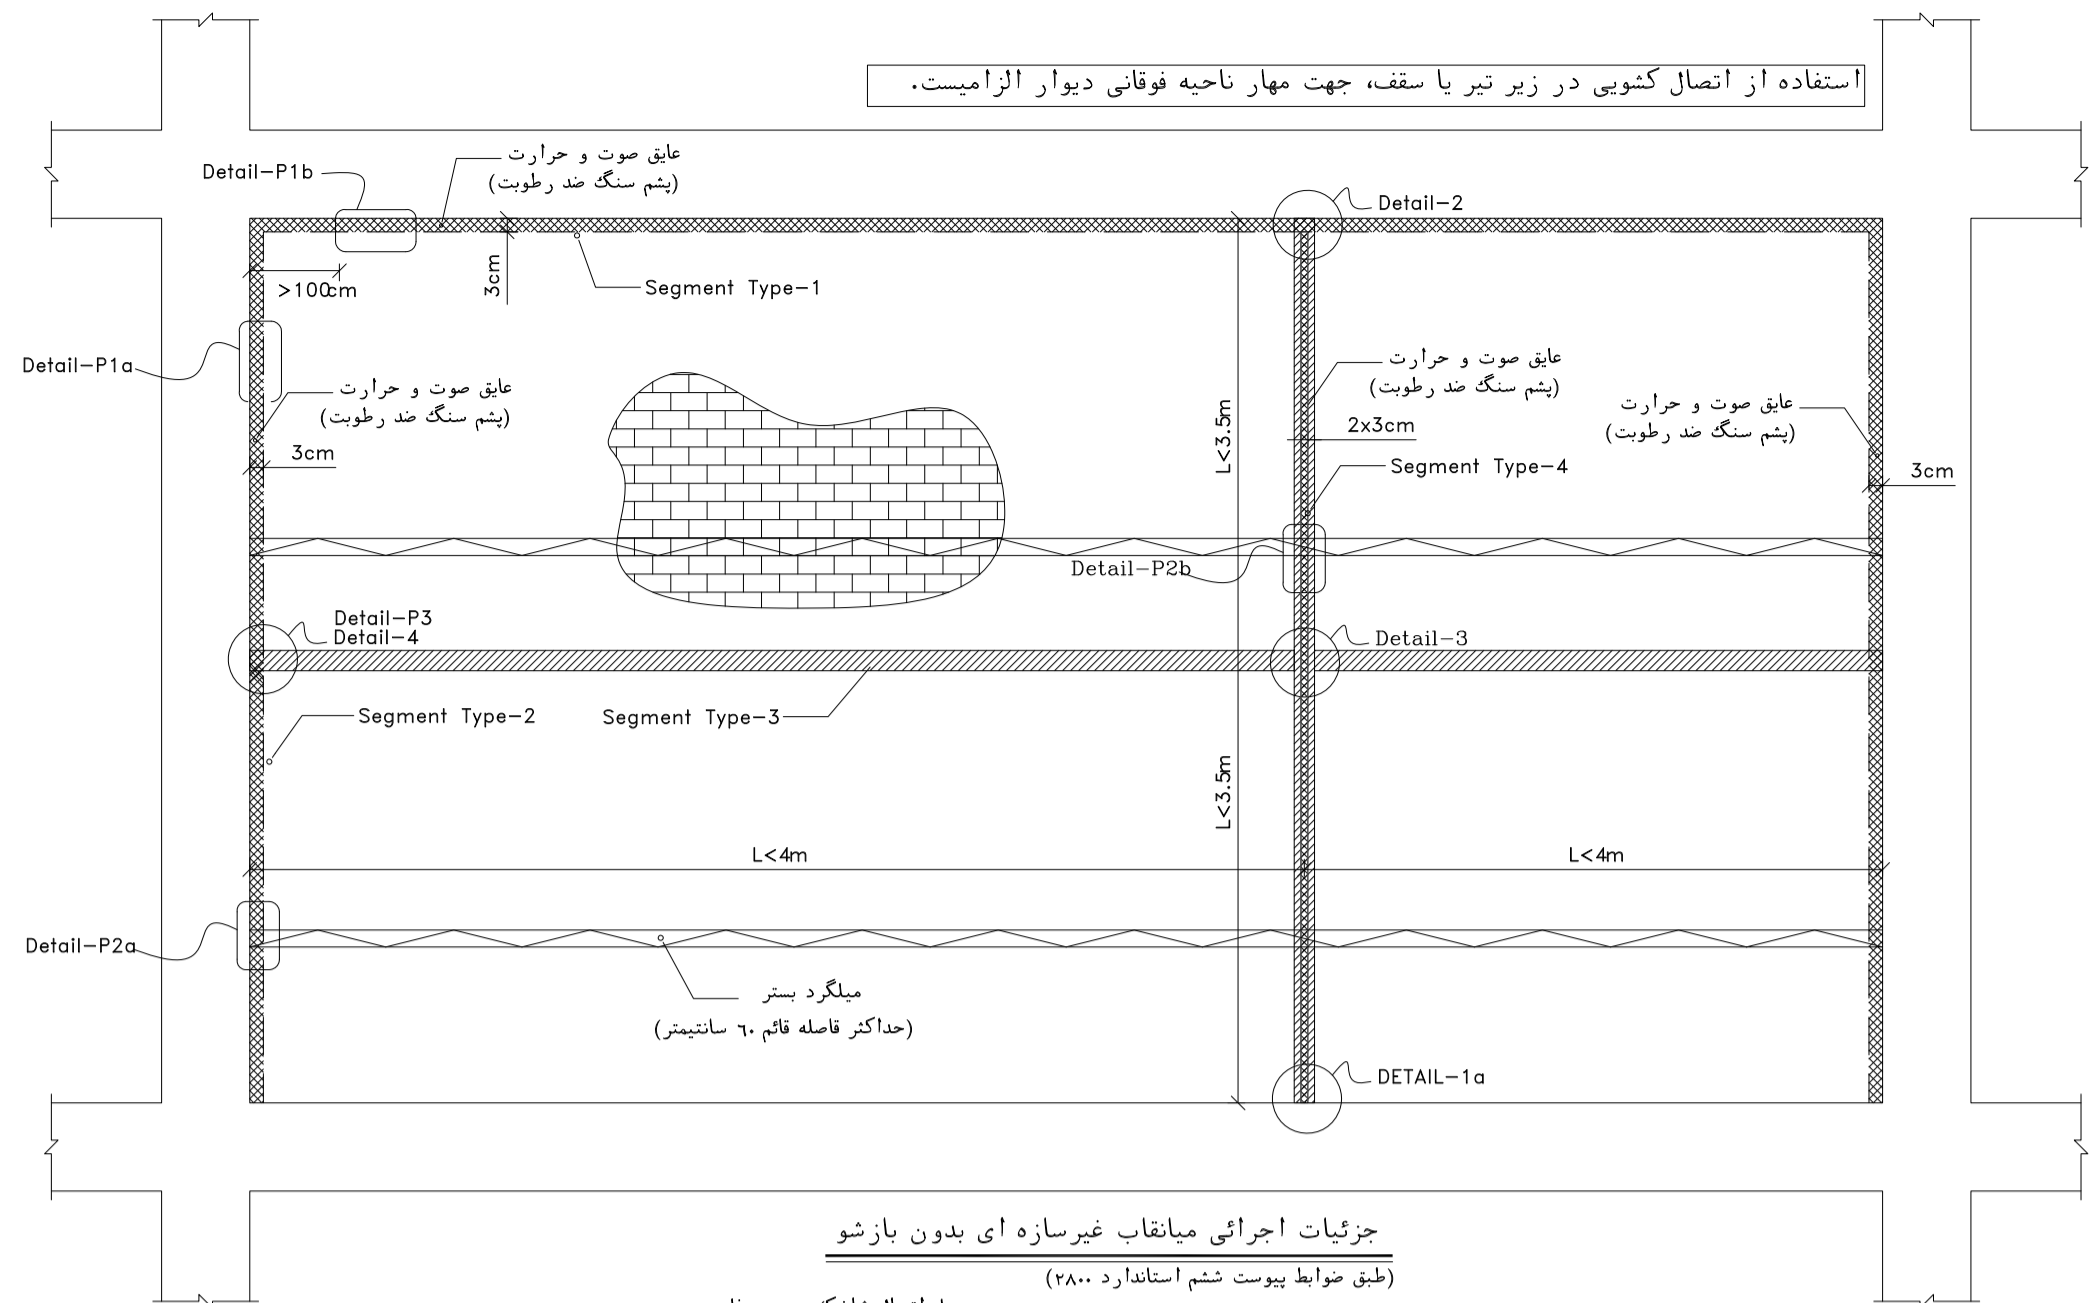 استفاده از اتصال کشویی در زیر تیر یا سقف، جهت مهار ناحیه فوقانی دیوار الزامیست.
Detail-P1b
عایق صوت و حرارت
(پشم سنگ ضد رطوبت)
Detail-2
>100cm
3cm
Segment Type-1
Detail-P1a
عایق صوت و حرارت
(پشم سنگ ضد رطوبت)
3cm
L<3.5m
عایق صوت و حرارت
(پشم سنگ ضد رطوبت)
2x3cm
Segment Type-4
عایق صوت و حرارت
(پشم سنگ ضد رطوبت)
3cm
Detail-P2b
Detail-P3
Detail-4
Detail-3
Segment Type-2
Segment Type-3
L<3.5m
L<4m
L<4m
Detail-P2a
میلگرد بستر
(حداکثر قاصله قائم ٦٠ سانتیمتر)
DETAIL-1a
جزئیات اجرائی میانقاب غیرسازه ای بدون بازشو
(طبق ضوابط پیوست ششم استاندارد ۲۸۰۰)